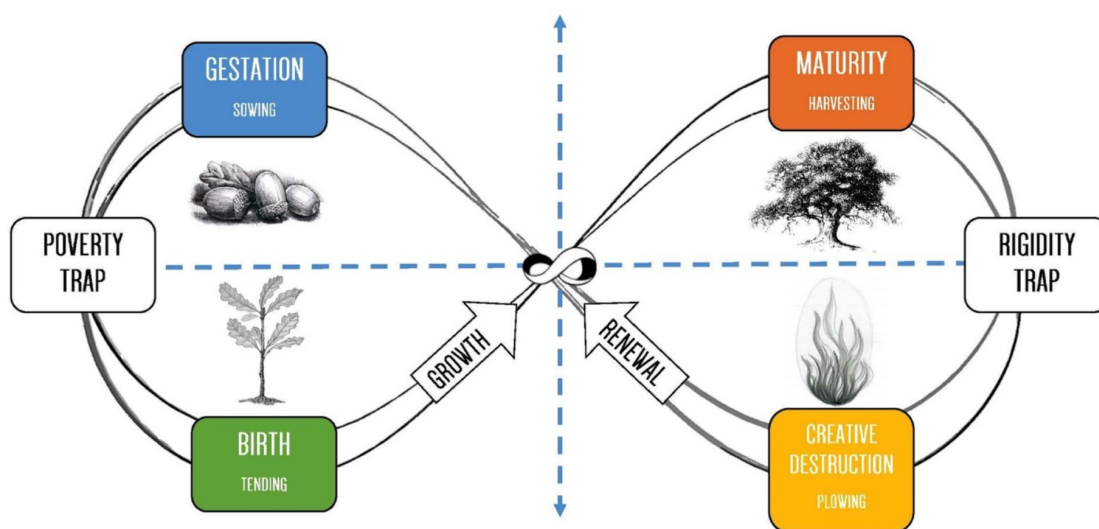 GESTATION
SOWING
MATURITY
HARVESTING
POVERTY
TRAP
RIGIDITY
TRAP
GROWTH
RENEWAL
BIRTH
TENDING
CREATIVE
DESTRUCTION
PLOWING